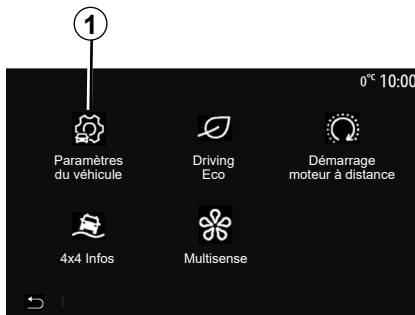 1
0°C 10:00
Paramètres
du véhicule
Driving
Eco
Démarrage
moteur à distance
4x4 Infos
Multisense